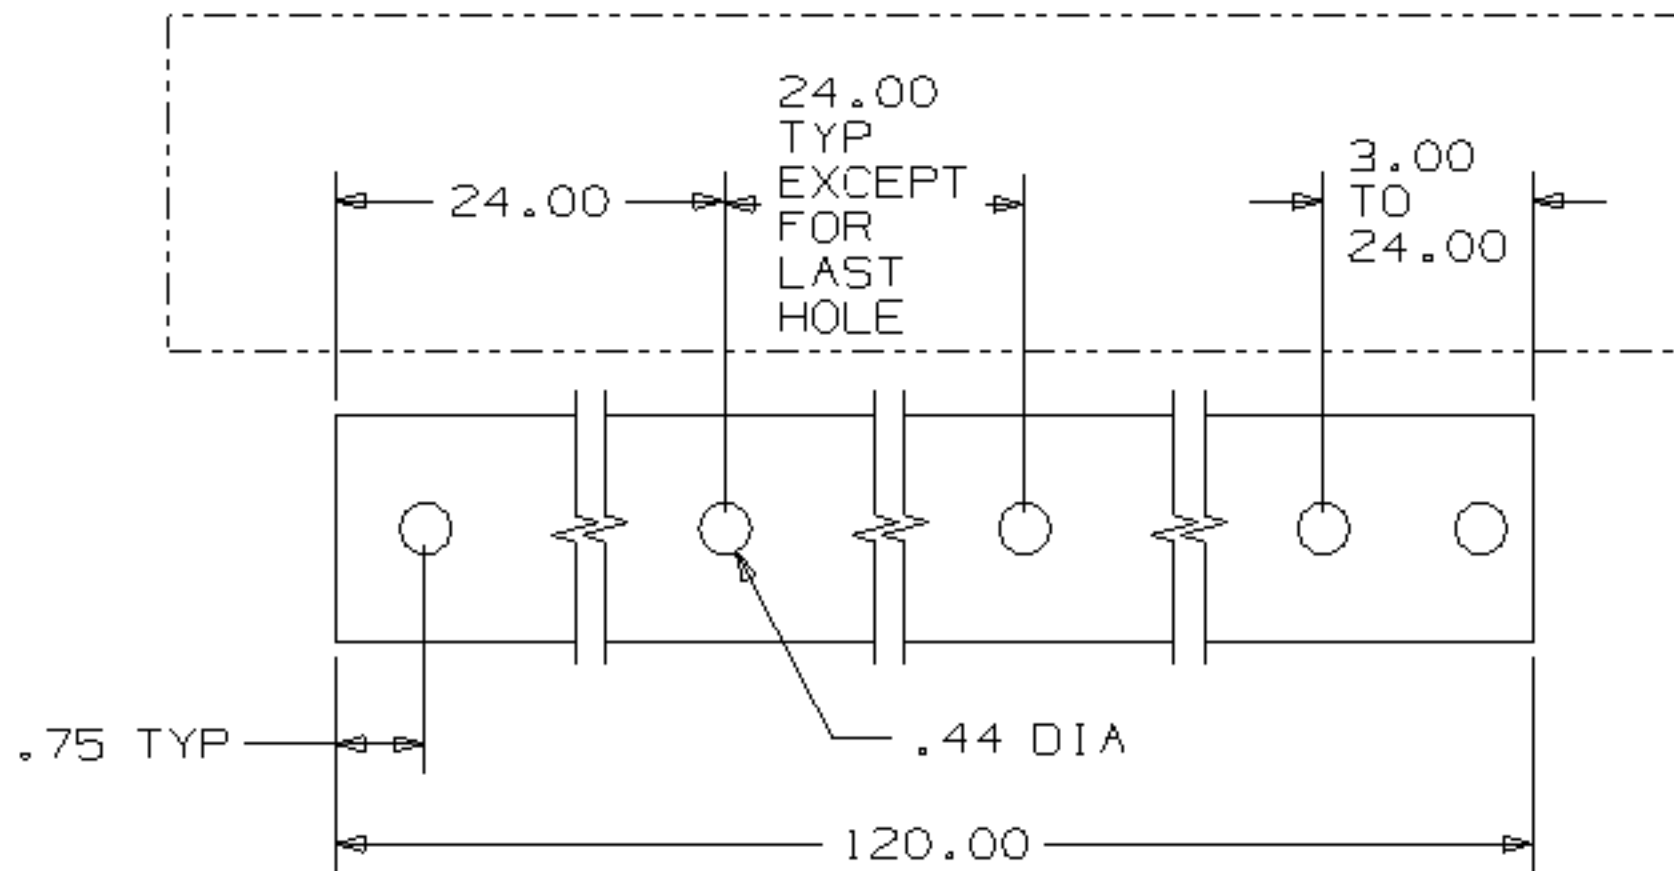 24.00
TYP
EXCEPT
FOR
LAST
HOLE
24.00
3.00
TO
24.00
.75 TYP
.44 DIA
120.00